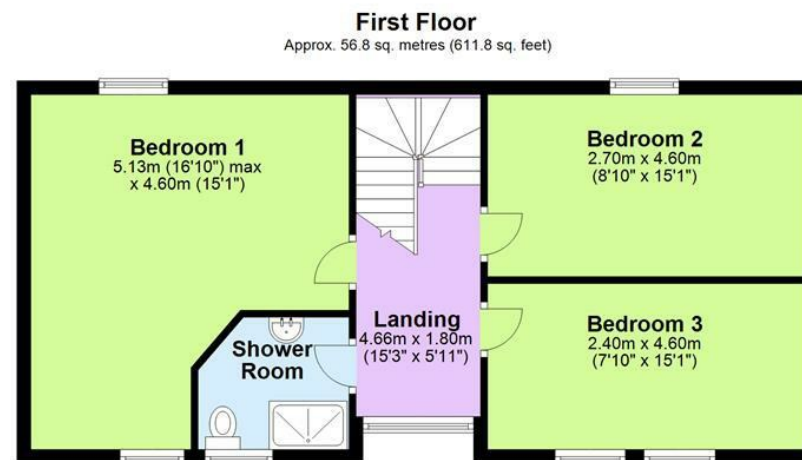 First Floor
Approx. 56.8 sq. metres (611.8 sq. feet)
Bedroom 1
5.13m (16'10") max
x 4.60m (15'1")
Bedroom 2
2.70m x 4.60m
(8'10" x 15'1")
Landing
4.66m x 1.80m
(15'3" x 5'11")
Bedroom 3
2.40m x 4.60m
(7'10" x 15'1")
Shower
Room